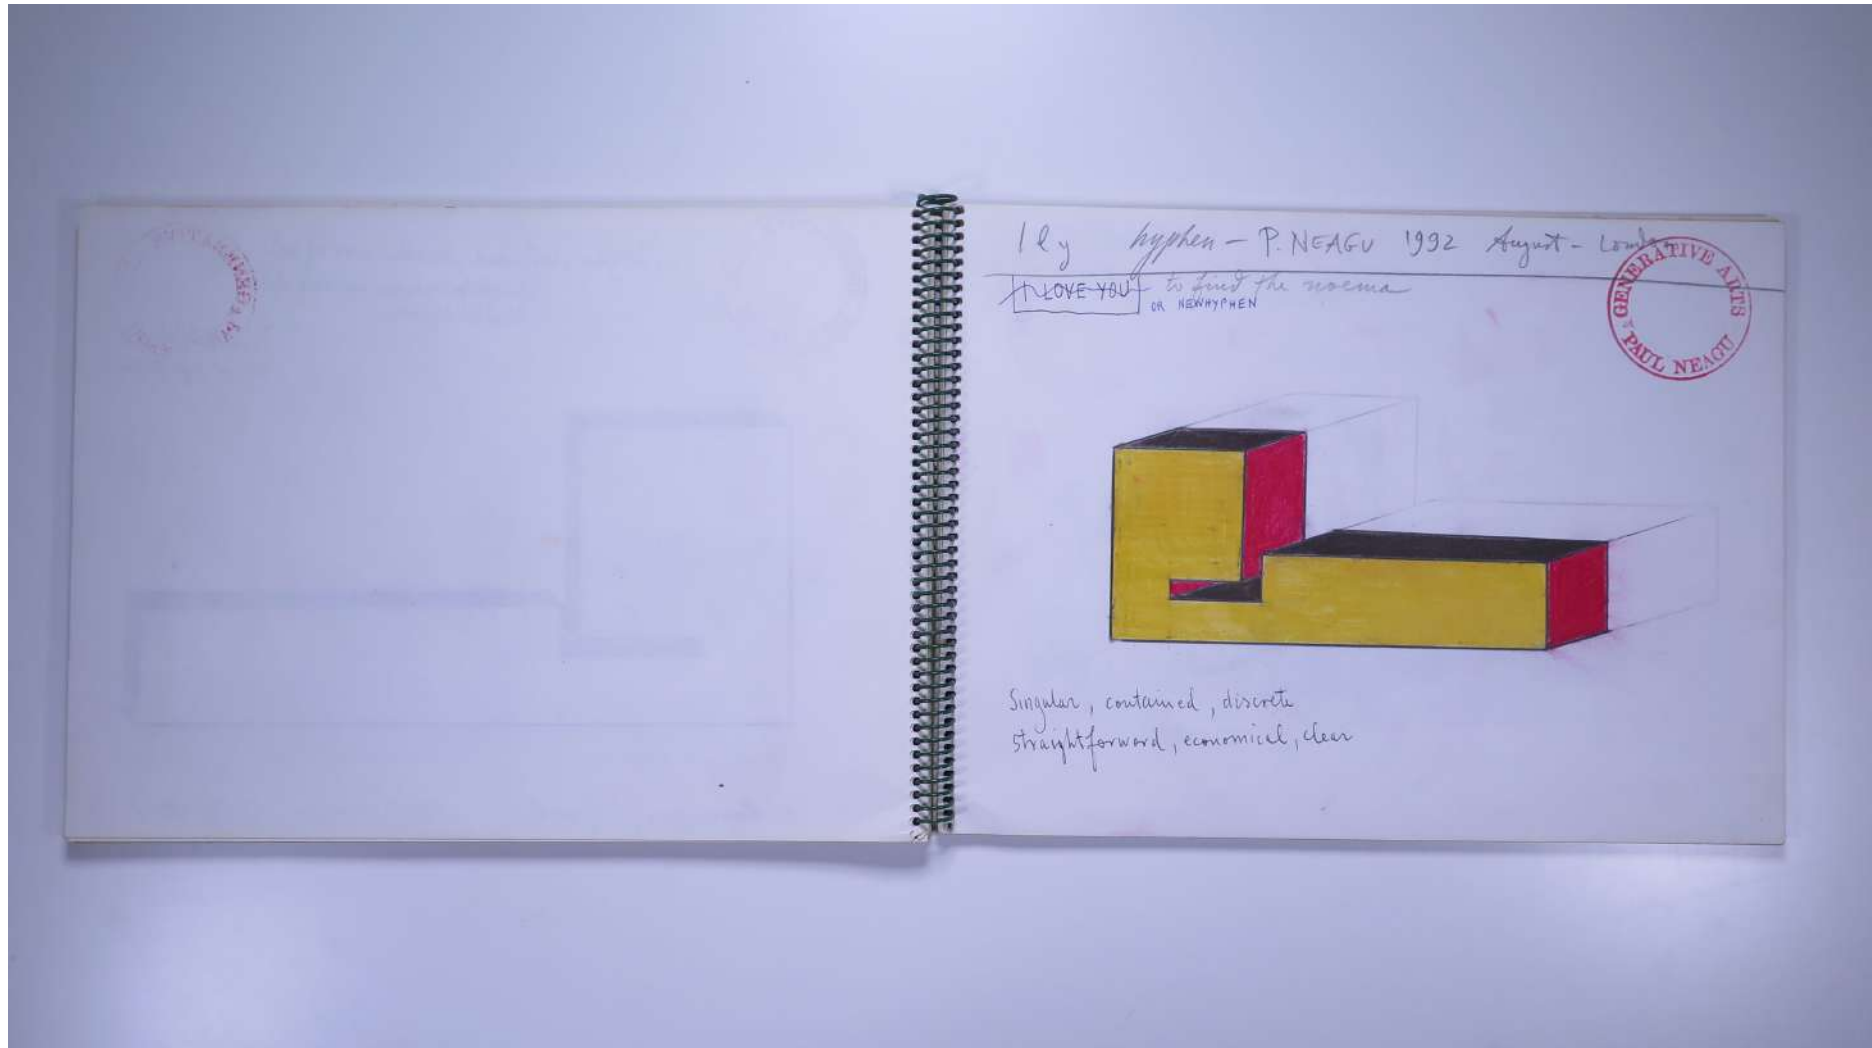 1 l y hyphen – P. NEAGU 1992 August – London
I LOVE YOU to find the noema
OR NEWHYPHEN
GENERATIVE ARTS
PAUL NEAGU
Singular, contained, discrete
straightforward, economical, clear